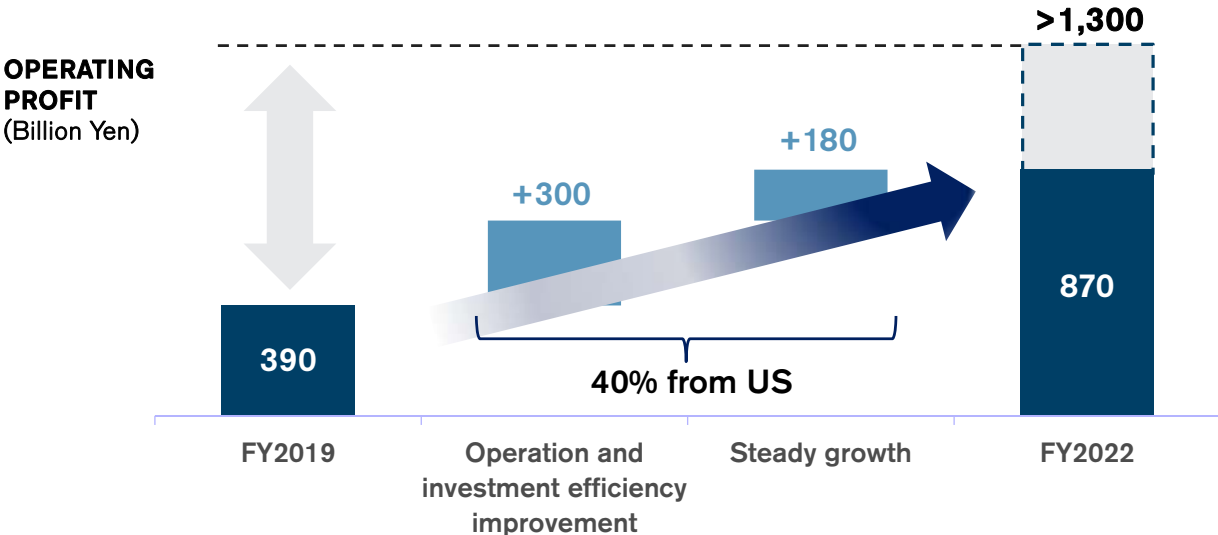 >1,300
OPERATING
PROFIT
(Billion Yen)
+180
+300
870
390
40% from US
FY2019
Operation and
investment efficiency
improvement
Steady growth
FY2022